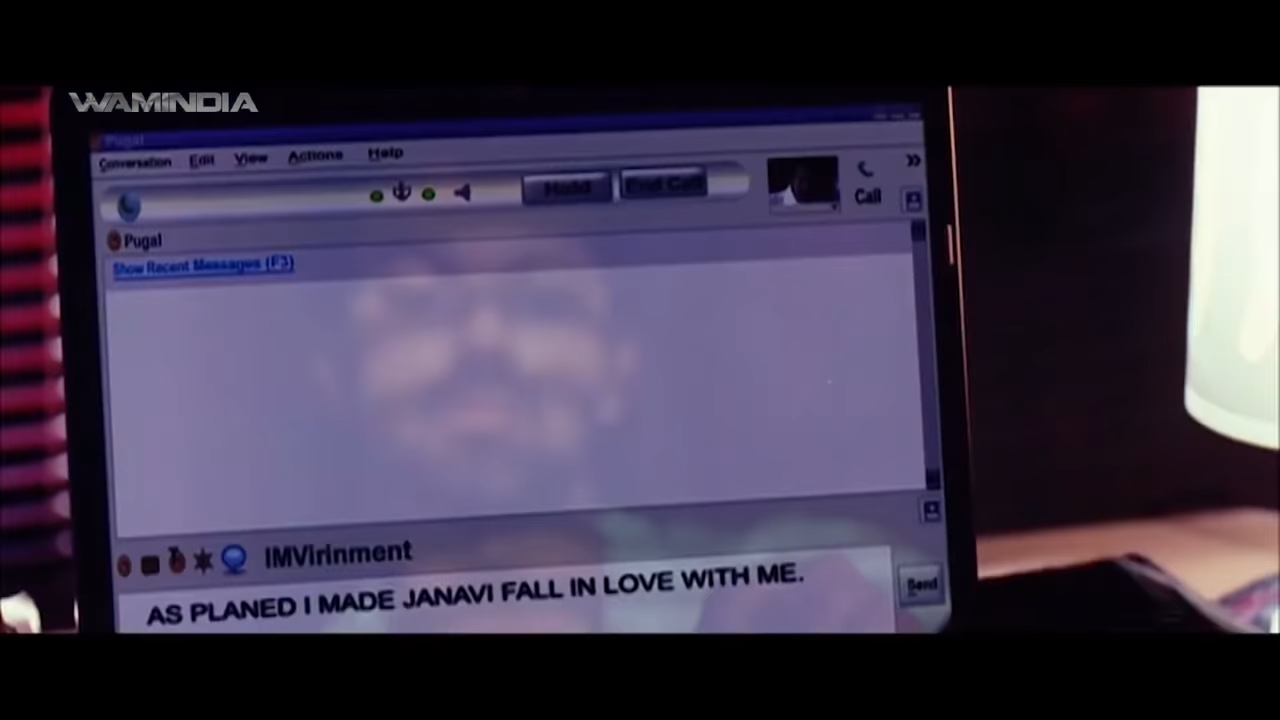 WAMINDIA
Pugal
Conversation Edit View Actions Help
Hold End Call
Call
Pugal
Show Recent Messages (F3)
IMVirinment
AS PLANED I MADE JANAVI FALL IN LOVE WITH ME.
Send